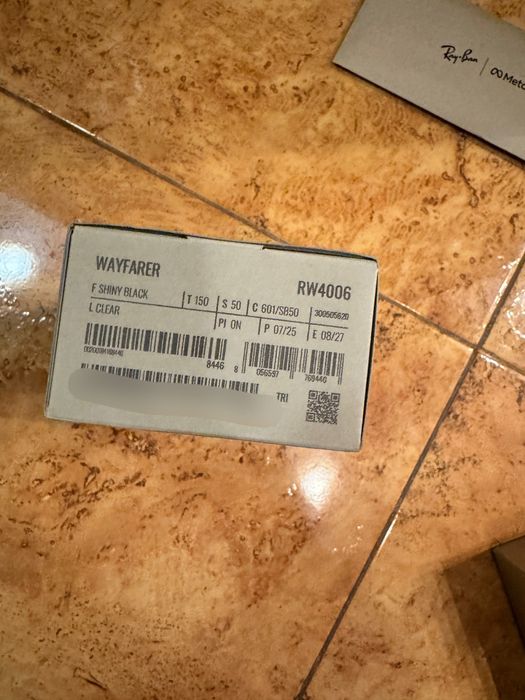 Ray-Ban | ∞ Meta
WAYFARER
RW4006
F SHINY BLACK
T 150
S 50
C 601/SB50
300505620
L CLEAR
PI ON
P 07/25
E 08/27
8446
8 056597 769440
TRI